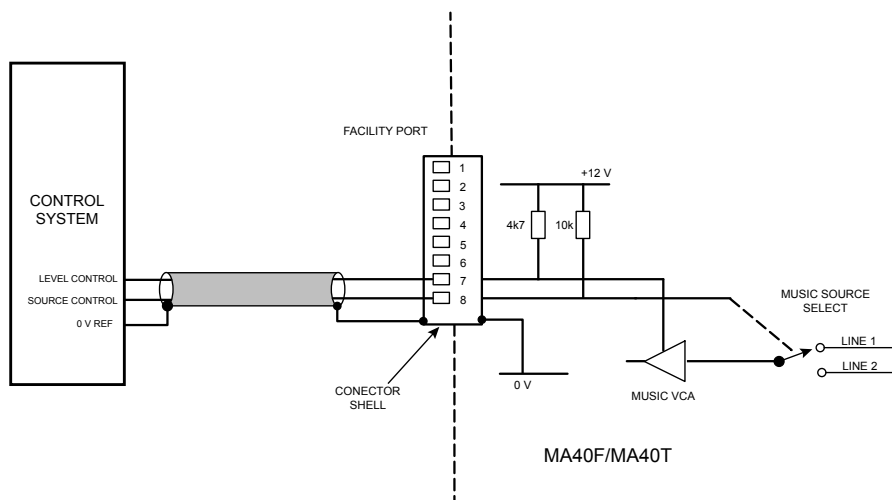 FACILITY PORT
CONTROL
SYSTEM
LEVEL CONTROL
SOURCE CONTROL
0 V REF
1
2
3
4
5
6
7
8
CONECTOR
SHELL
+12 V
4k7
10k
0 V
MUSIC SOURCE
SELECT
LINE 1
LINE 2
MUSIC VCA
MA40F/MA40T